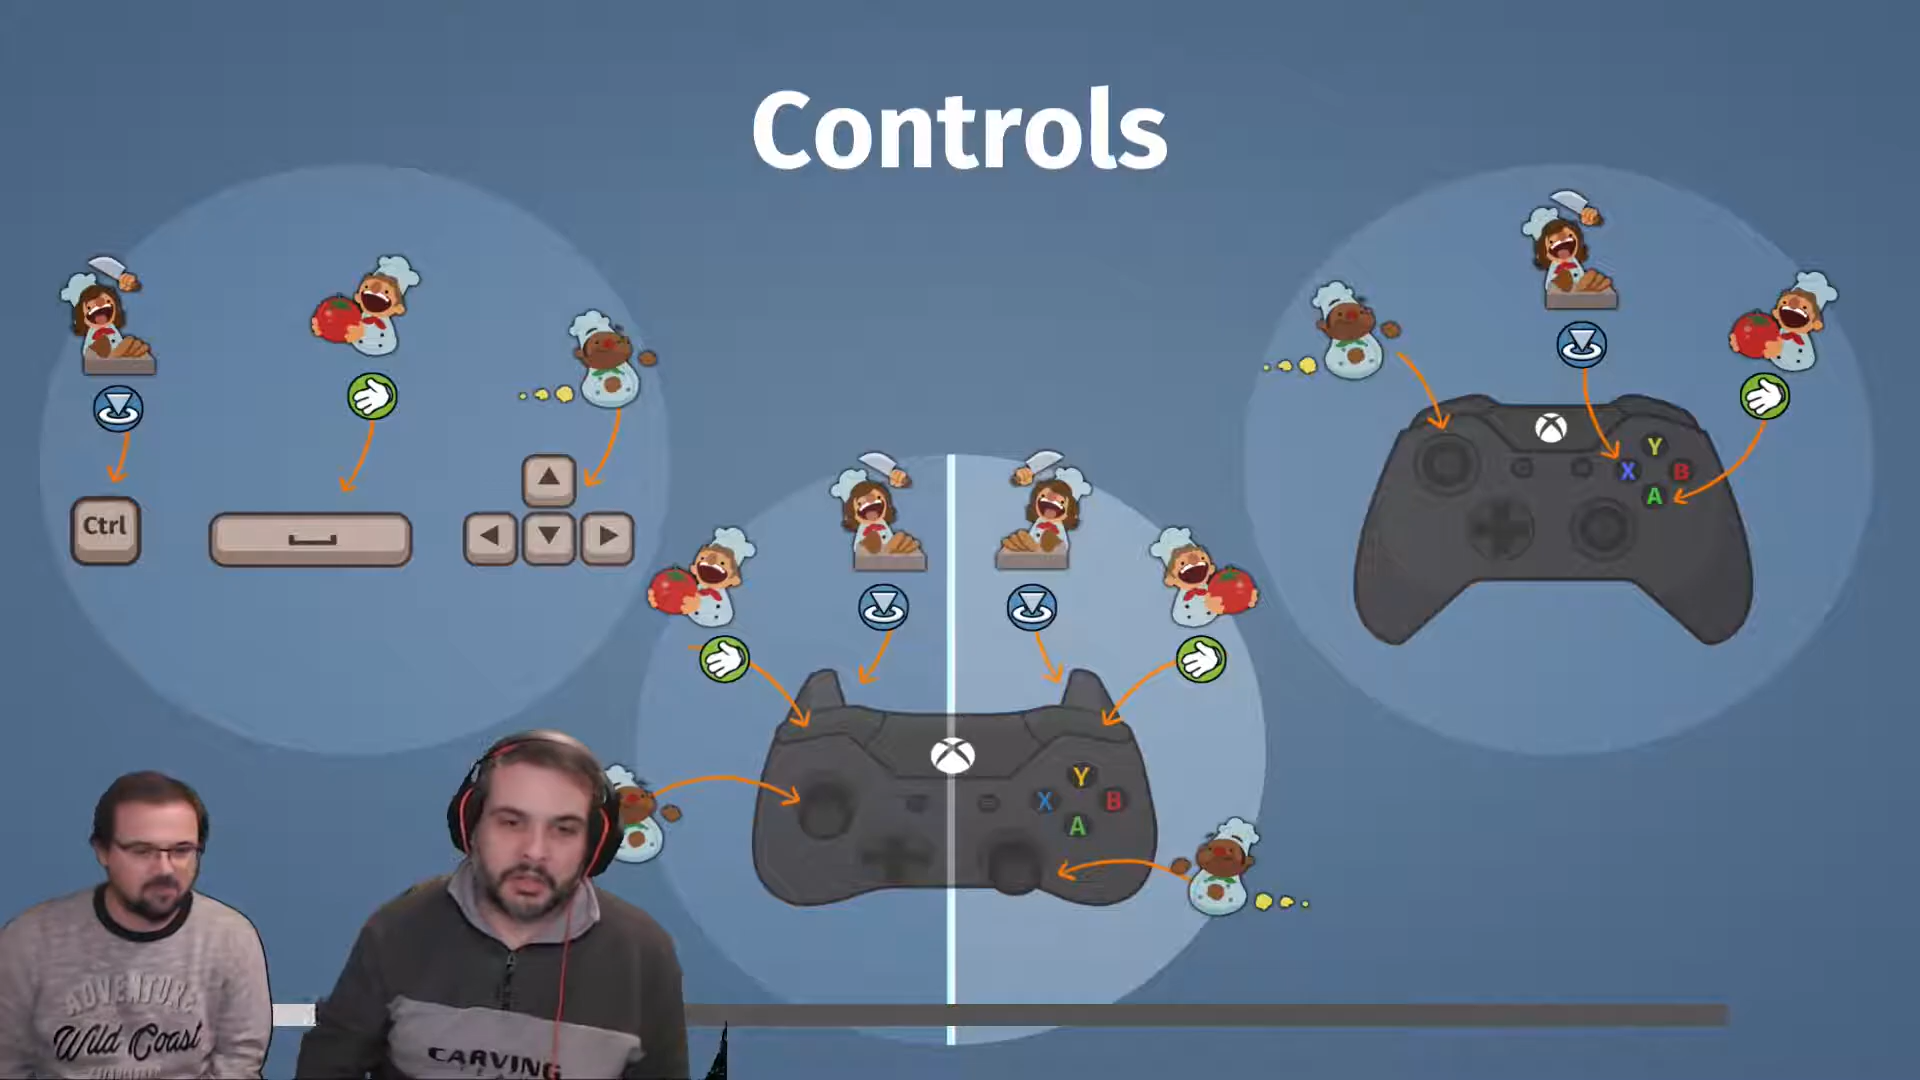 Controls
Y
X
B
A
Ctrl
Y
X
B
A
ADVENTURE
Wild Coast
CARVING